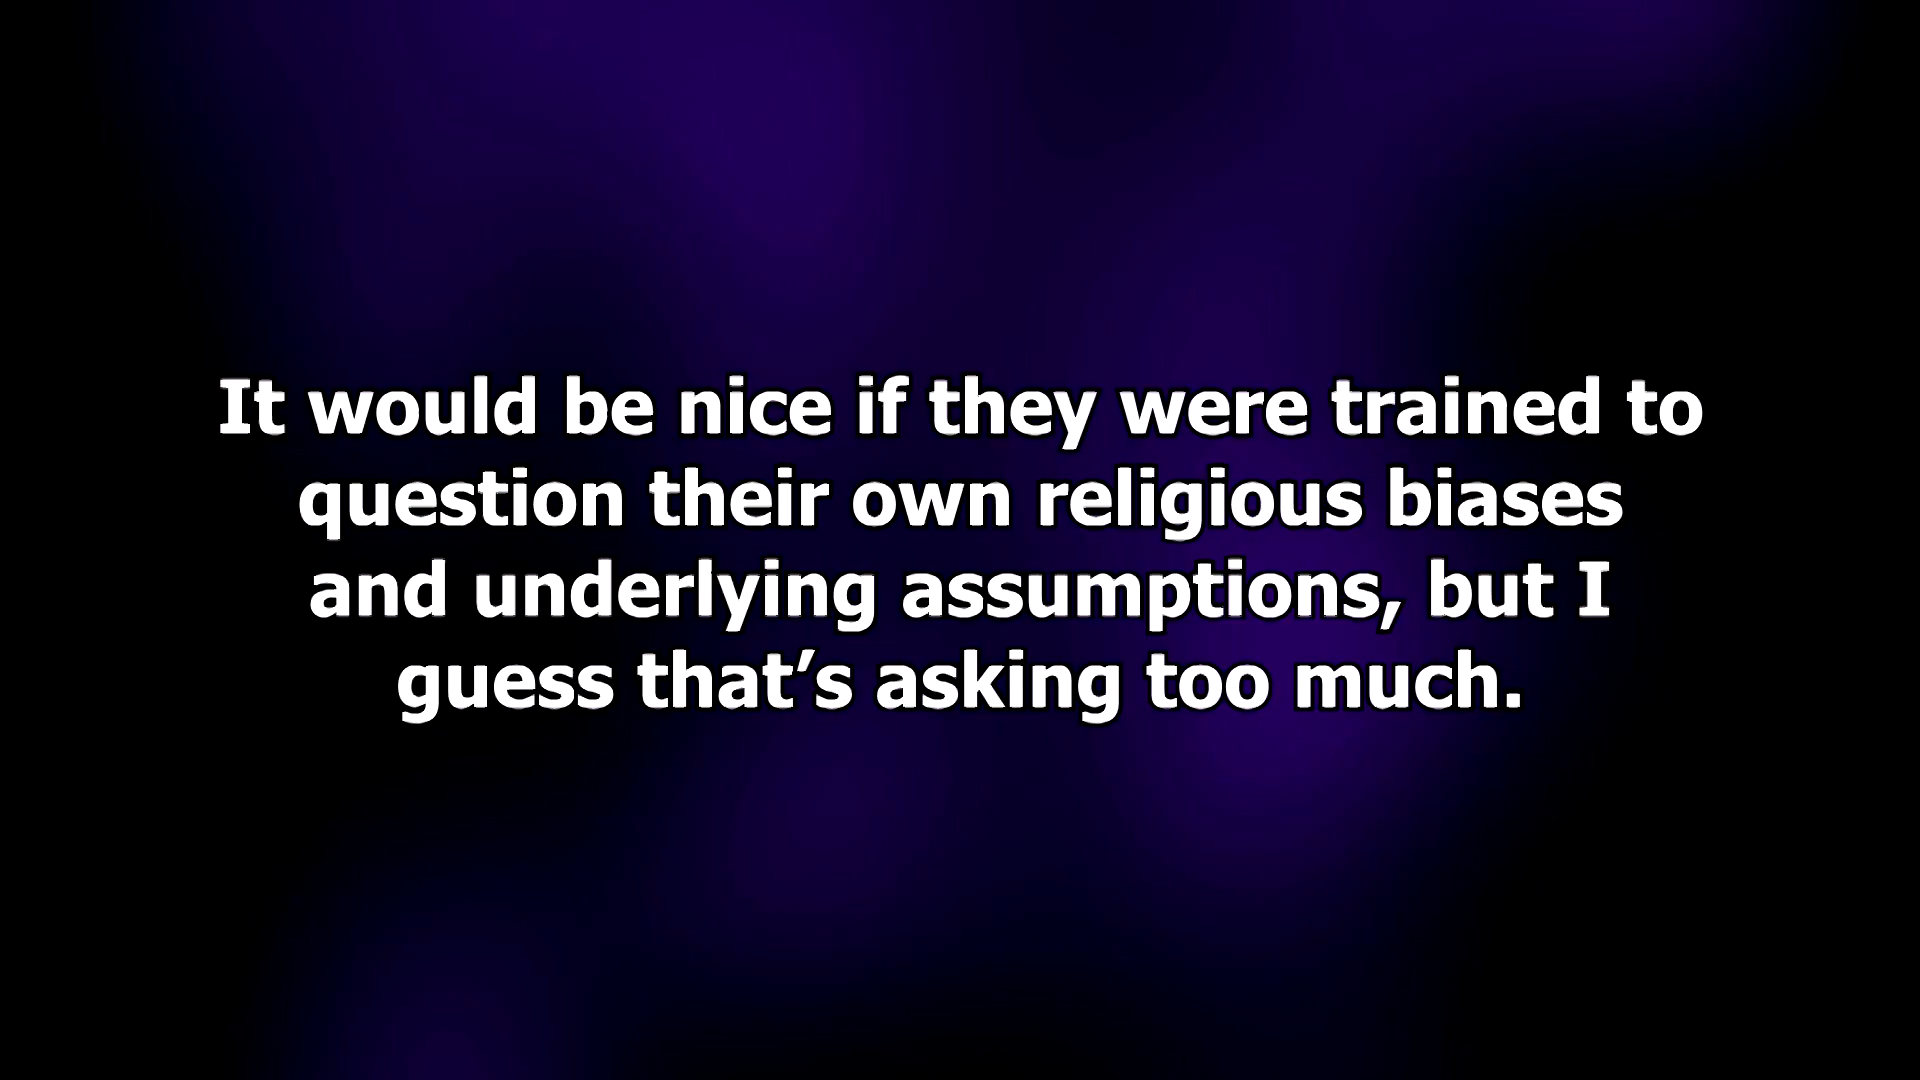 It would be nice if they were trained to
question their own religious biases
and underlying assumptions, but I
guess that’s asking too much.